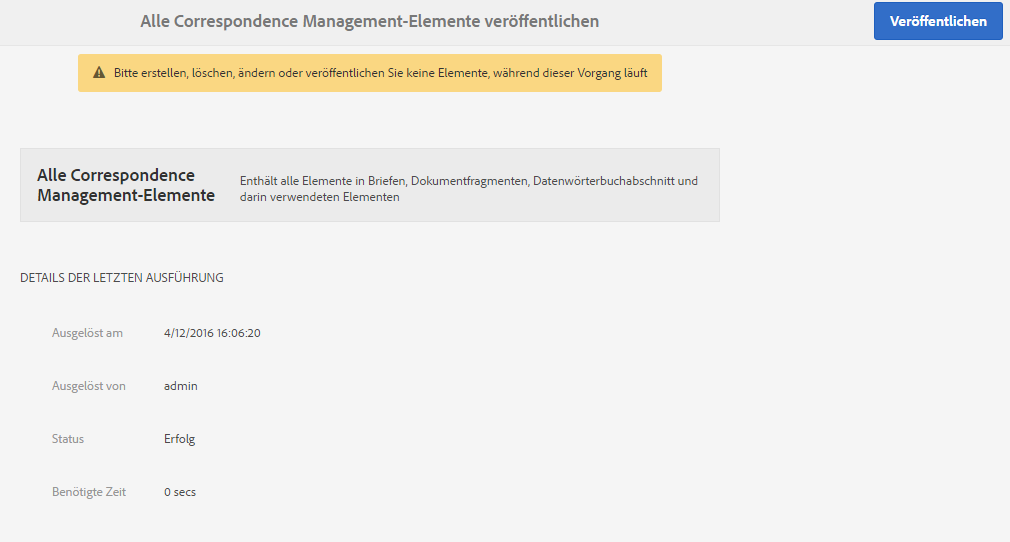 Alle Correspondence Management-Elemente veröffentlichen
Veröffentlichen
Bitte erstellen, löschen, ändern oder veröffentlichen Sie keine Elemente, während dieser Vorgang läuft
Alle Correspondence
Management-Elemente
Enthält alle Elemente in Briefen, Dokumentfragmenten, Datenwörterbuchabschnitt und
darin verwendeten Elementen
DETAILS DER LETZTEN AUSFÜHRUNG
Ausgelöst am 4/12/2016 16:06:20
Ausgelöst von admin
Status Erfolg
Benötigte Zeit 0 secs